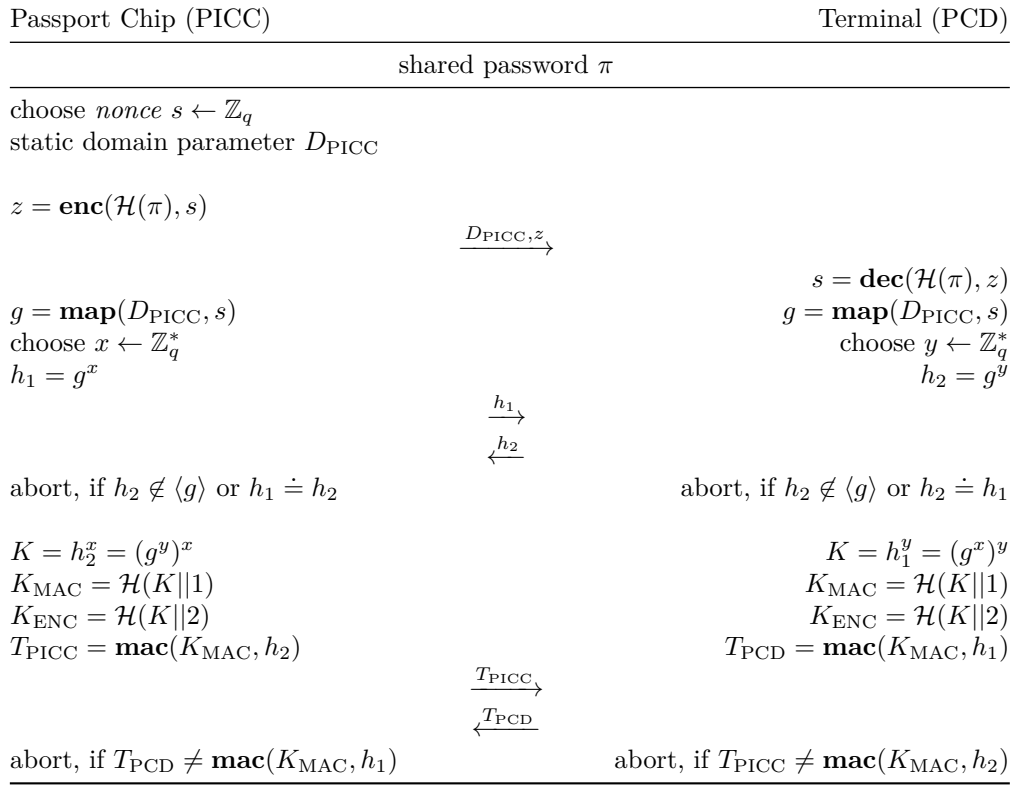 Passport Chip (PICC) Terminal (PCD)
shared password π
choose nonce s ← ℤ_q
static domain parameter D_PICC
z = enc(ℋ(π), s)
D_PICC, z
s = dec(ℋ(π), z)
g = map(D_PICC, s) g = map(D_PICC, s)
choose x ← ℤ_q^* choose y ← ℤ_q^*
h_1 = g^x h_2 = g^y
h_1
h_2
abort, if h_2 ∉ ⟨g⟩ or h_1 ≐ h_2 abort, if h_2 ∉ ⟨g⟩ or h_2 ≐ h_1
K = h_2^x = (g^y)^x K = h_1^y = (g^x)^y
K_MAC = ℋ(K||1) K_MAC = ℋ(K||1)
K_ENC = ℋ(K||2) K_ENC = ℋ(K||2)
T_PICC = mac(K_MAC, h_2) T_PCD = mac(K_MAC, h_1)
T_PICC
T_PCD
abort, if T_PCD ≠ mac(K_MAC, h_1) abort, if T_PICC ≠ mac(K_MAC, h_2)